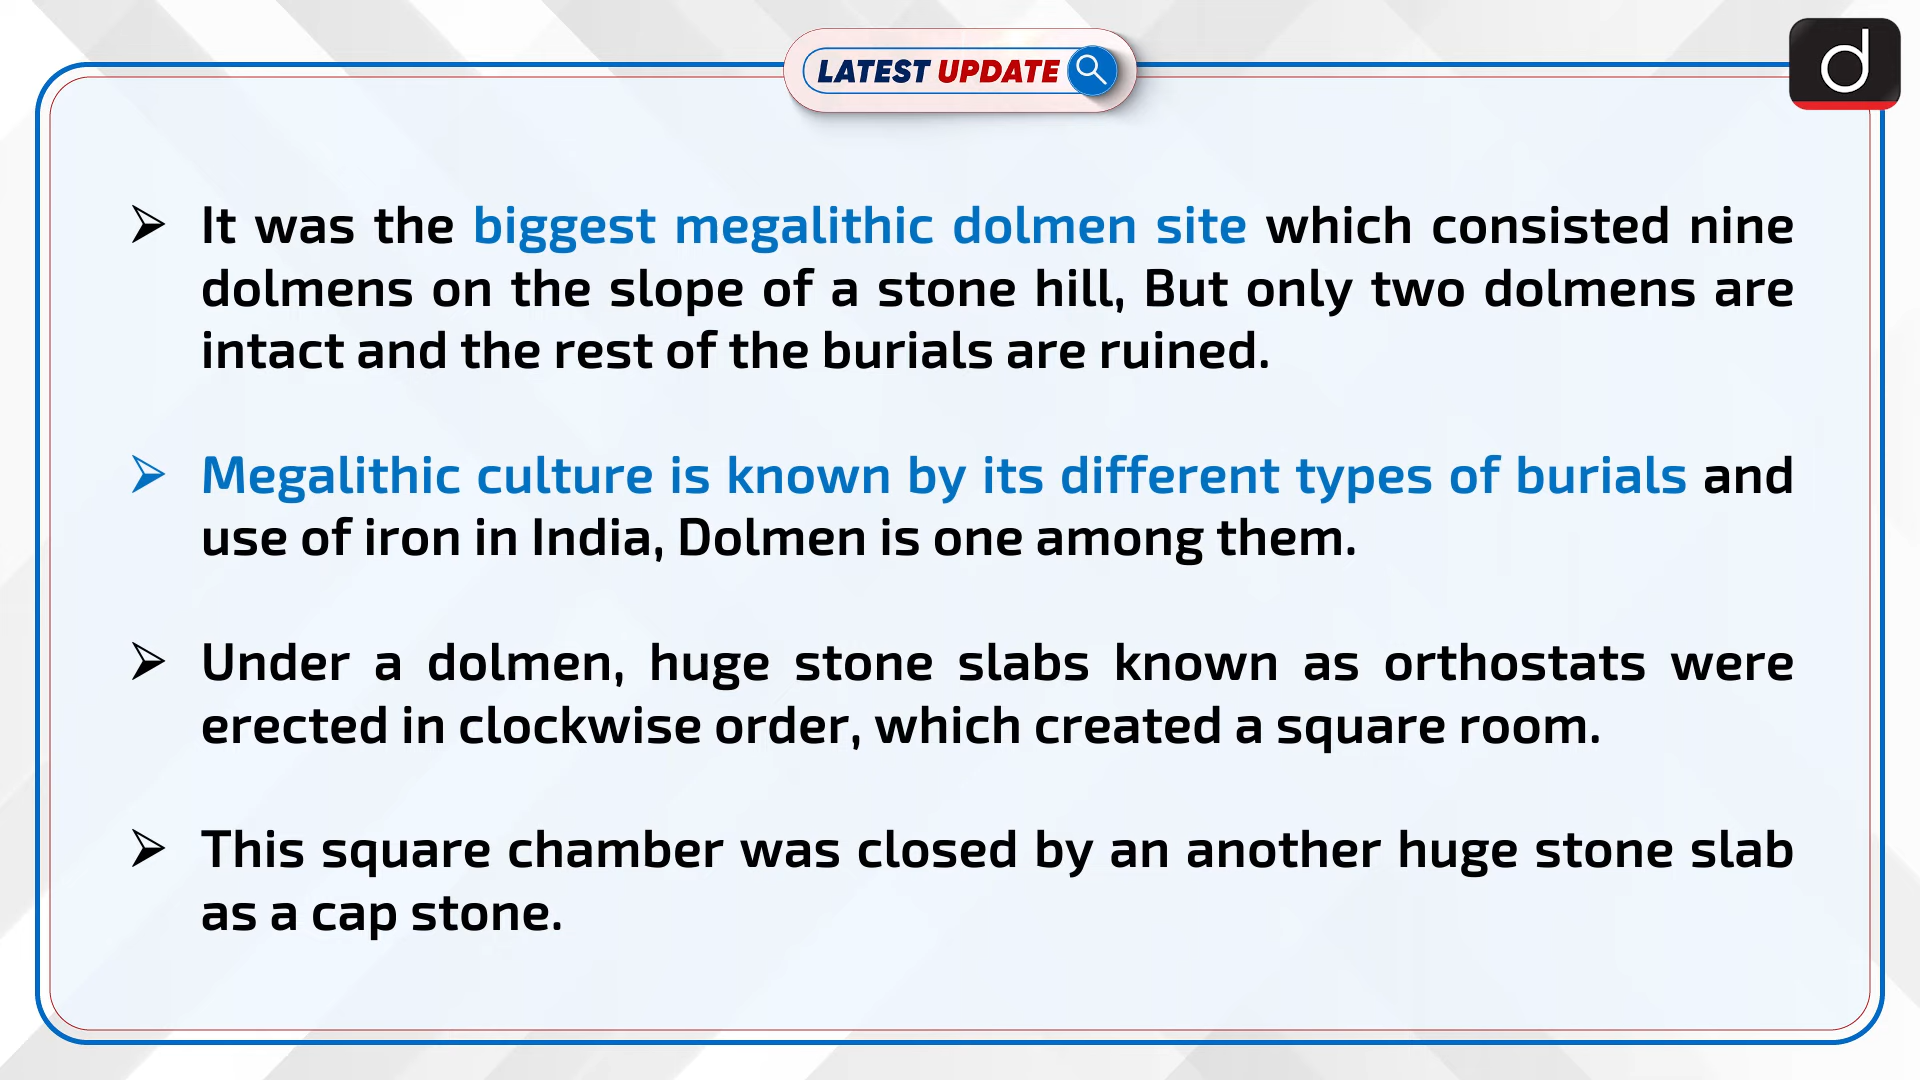 LATEST UPDATE
d
➢ It was the biggest megalithic dolmen site which consisted nine
dolmens on the slope of a stone hill, But only two dolmens are
intact and the rest of the burials are ruined.
➢ Megalithic culture is known by its different types of burials and
use of iron in India, Dolmen is one among them.
➢ Under a dolmen, huge stone slabs known as orthostats were
erected in clockwise order, which created a square room.
➢ This square chamber was closed by an another huge stone slab
as a cap stone.